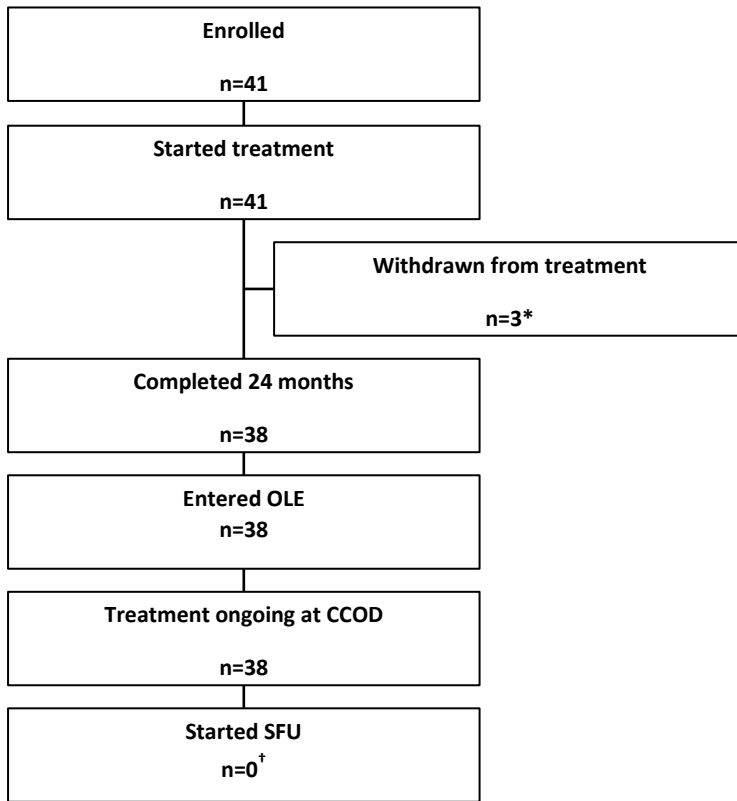 Enrolled
n=41
Started treatment
n=41
Withdrawn from treatment
n=3*
Completed 24 months
n=38
Entered OLE
n=38
Treatment ongoing at CCOD
n=38
Started SFU
n=0†